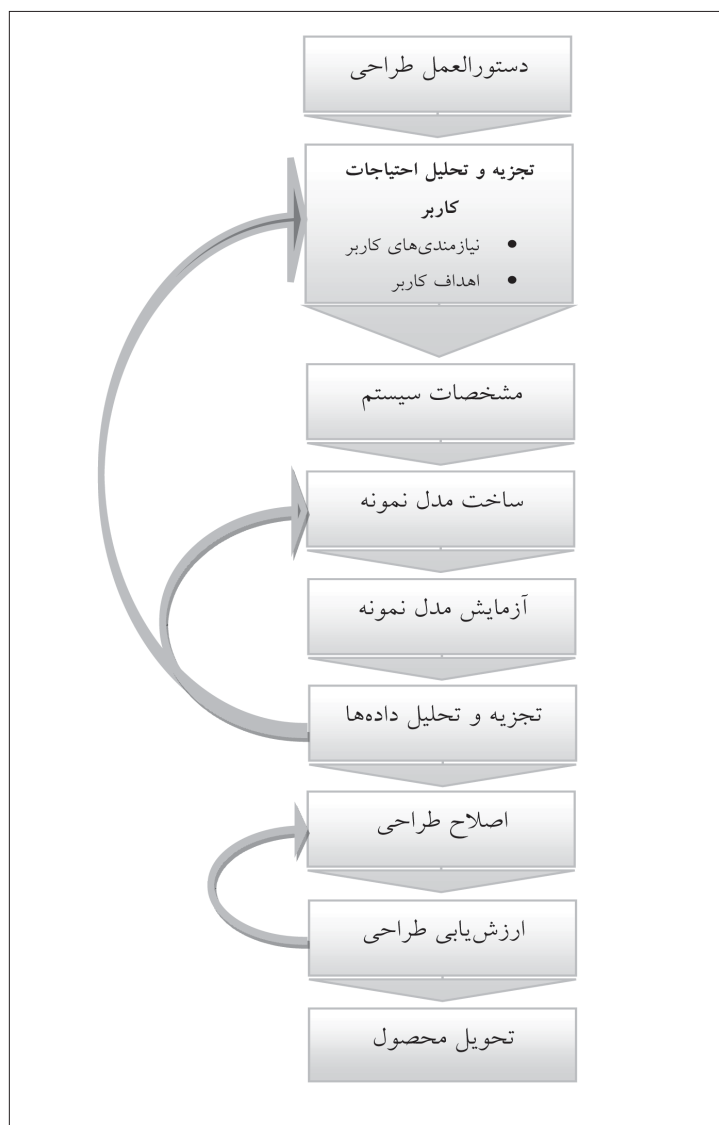 دستورالعمل طراحی
تجزیه و تحلیل احتیاجات
کاربر
• نیازمندی‌های کاربر
• اهداف کاربر
مشخصات سیستم
ساخت مدل نمونه
آزمایش مدل نمونه
تجزیه و تحلیل داده‌ها
اصلاح طراحی
ارزش‌یابی طراحی
تحویل محصول